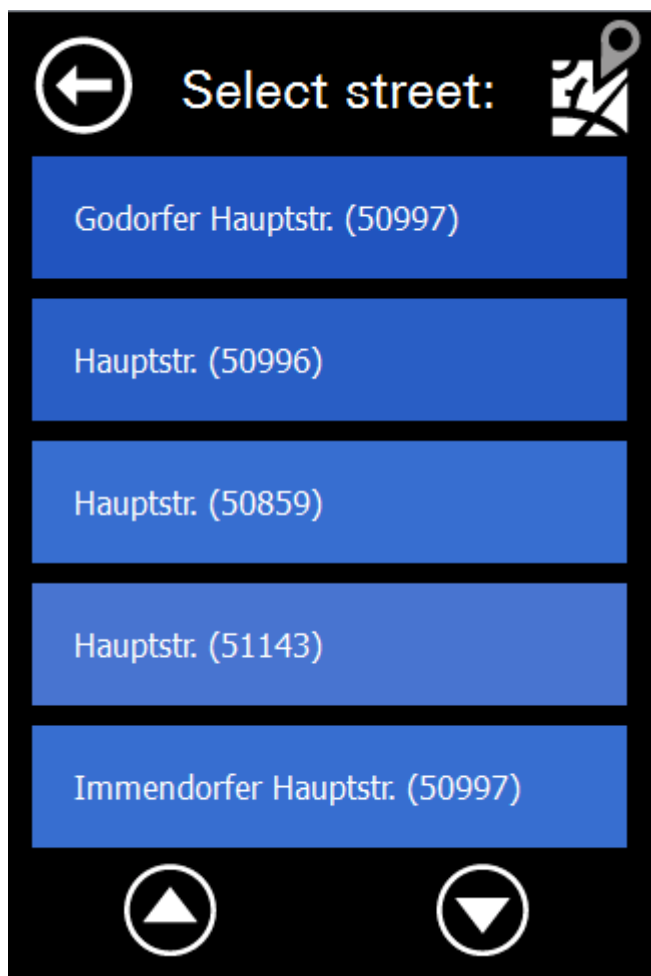 Select street:
Godorfer Hauptstr. (50997)
Hauptstr. (50996)
Hauptstr. (50859)
Hauptstr. (51143)
Immendorfer Hauptstr. (50997)